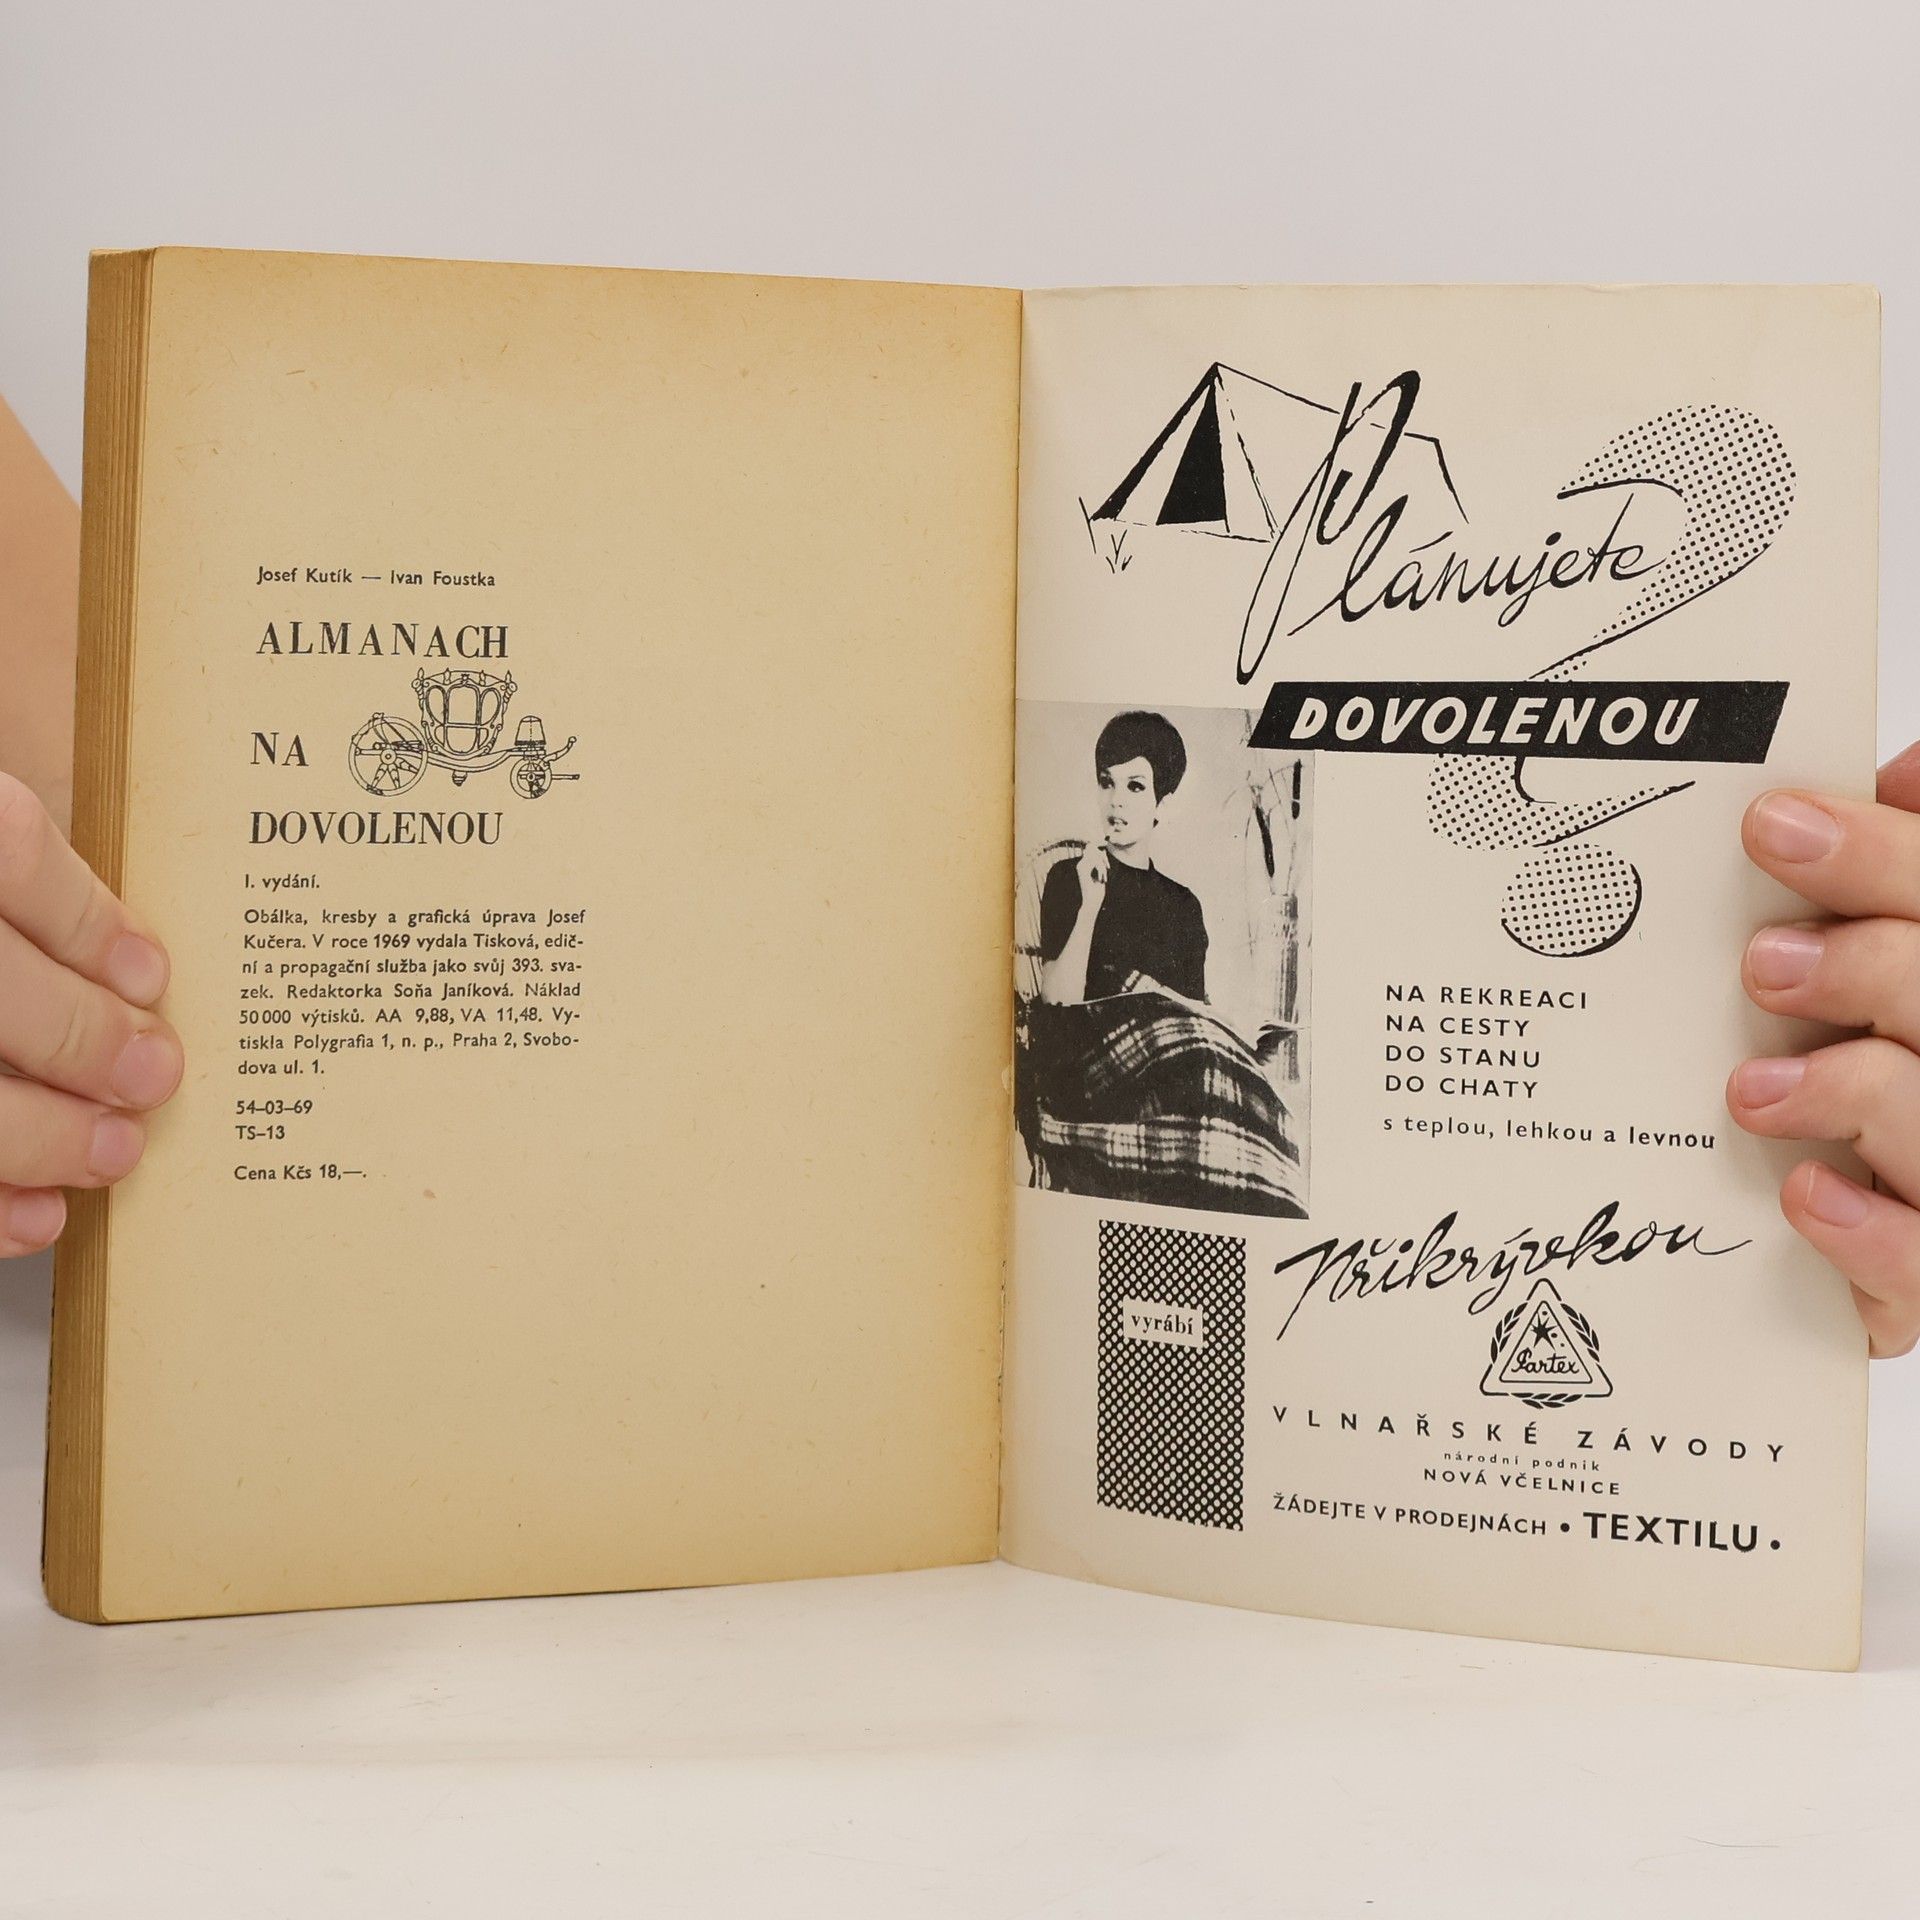 Josef Kutík — Ivan Foustka
ALMANACH
NA
DOVOLENOU
I. vydání.
Obálka, kresby a grafická úprava Josef
Kučera. V roce 1969 vydala Tisková, edič-
ní a propagační služba jako svůj 393. sva-
zek. Redaktorka Soňa Janíková. Náklad
50 000 výtisků. AA 9,88, VA 11,48. Vy-
tiskla Polygrafia 1, n. p., Praha 2, Svobo-
dova ul. 1.
54–03–69
TS–13
Cena Kčs 18,—.
Plánujete
DOVOLENOU
?
NA REKREACI
NA CESTY
DO STANU
DO CHATY
s teplou, lehkou a levnou
Přikrývkou
vyrábí
Partex
VLNAŘSKÉ ZÁVODY
národní podnik
NOVÁ VČELNICE
ŽÁDEJTE V PRODEJNÁCH • TEXTILU •